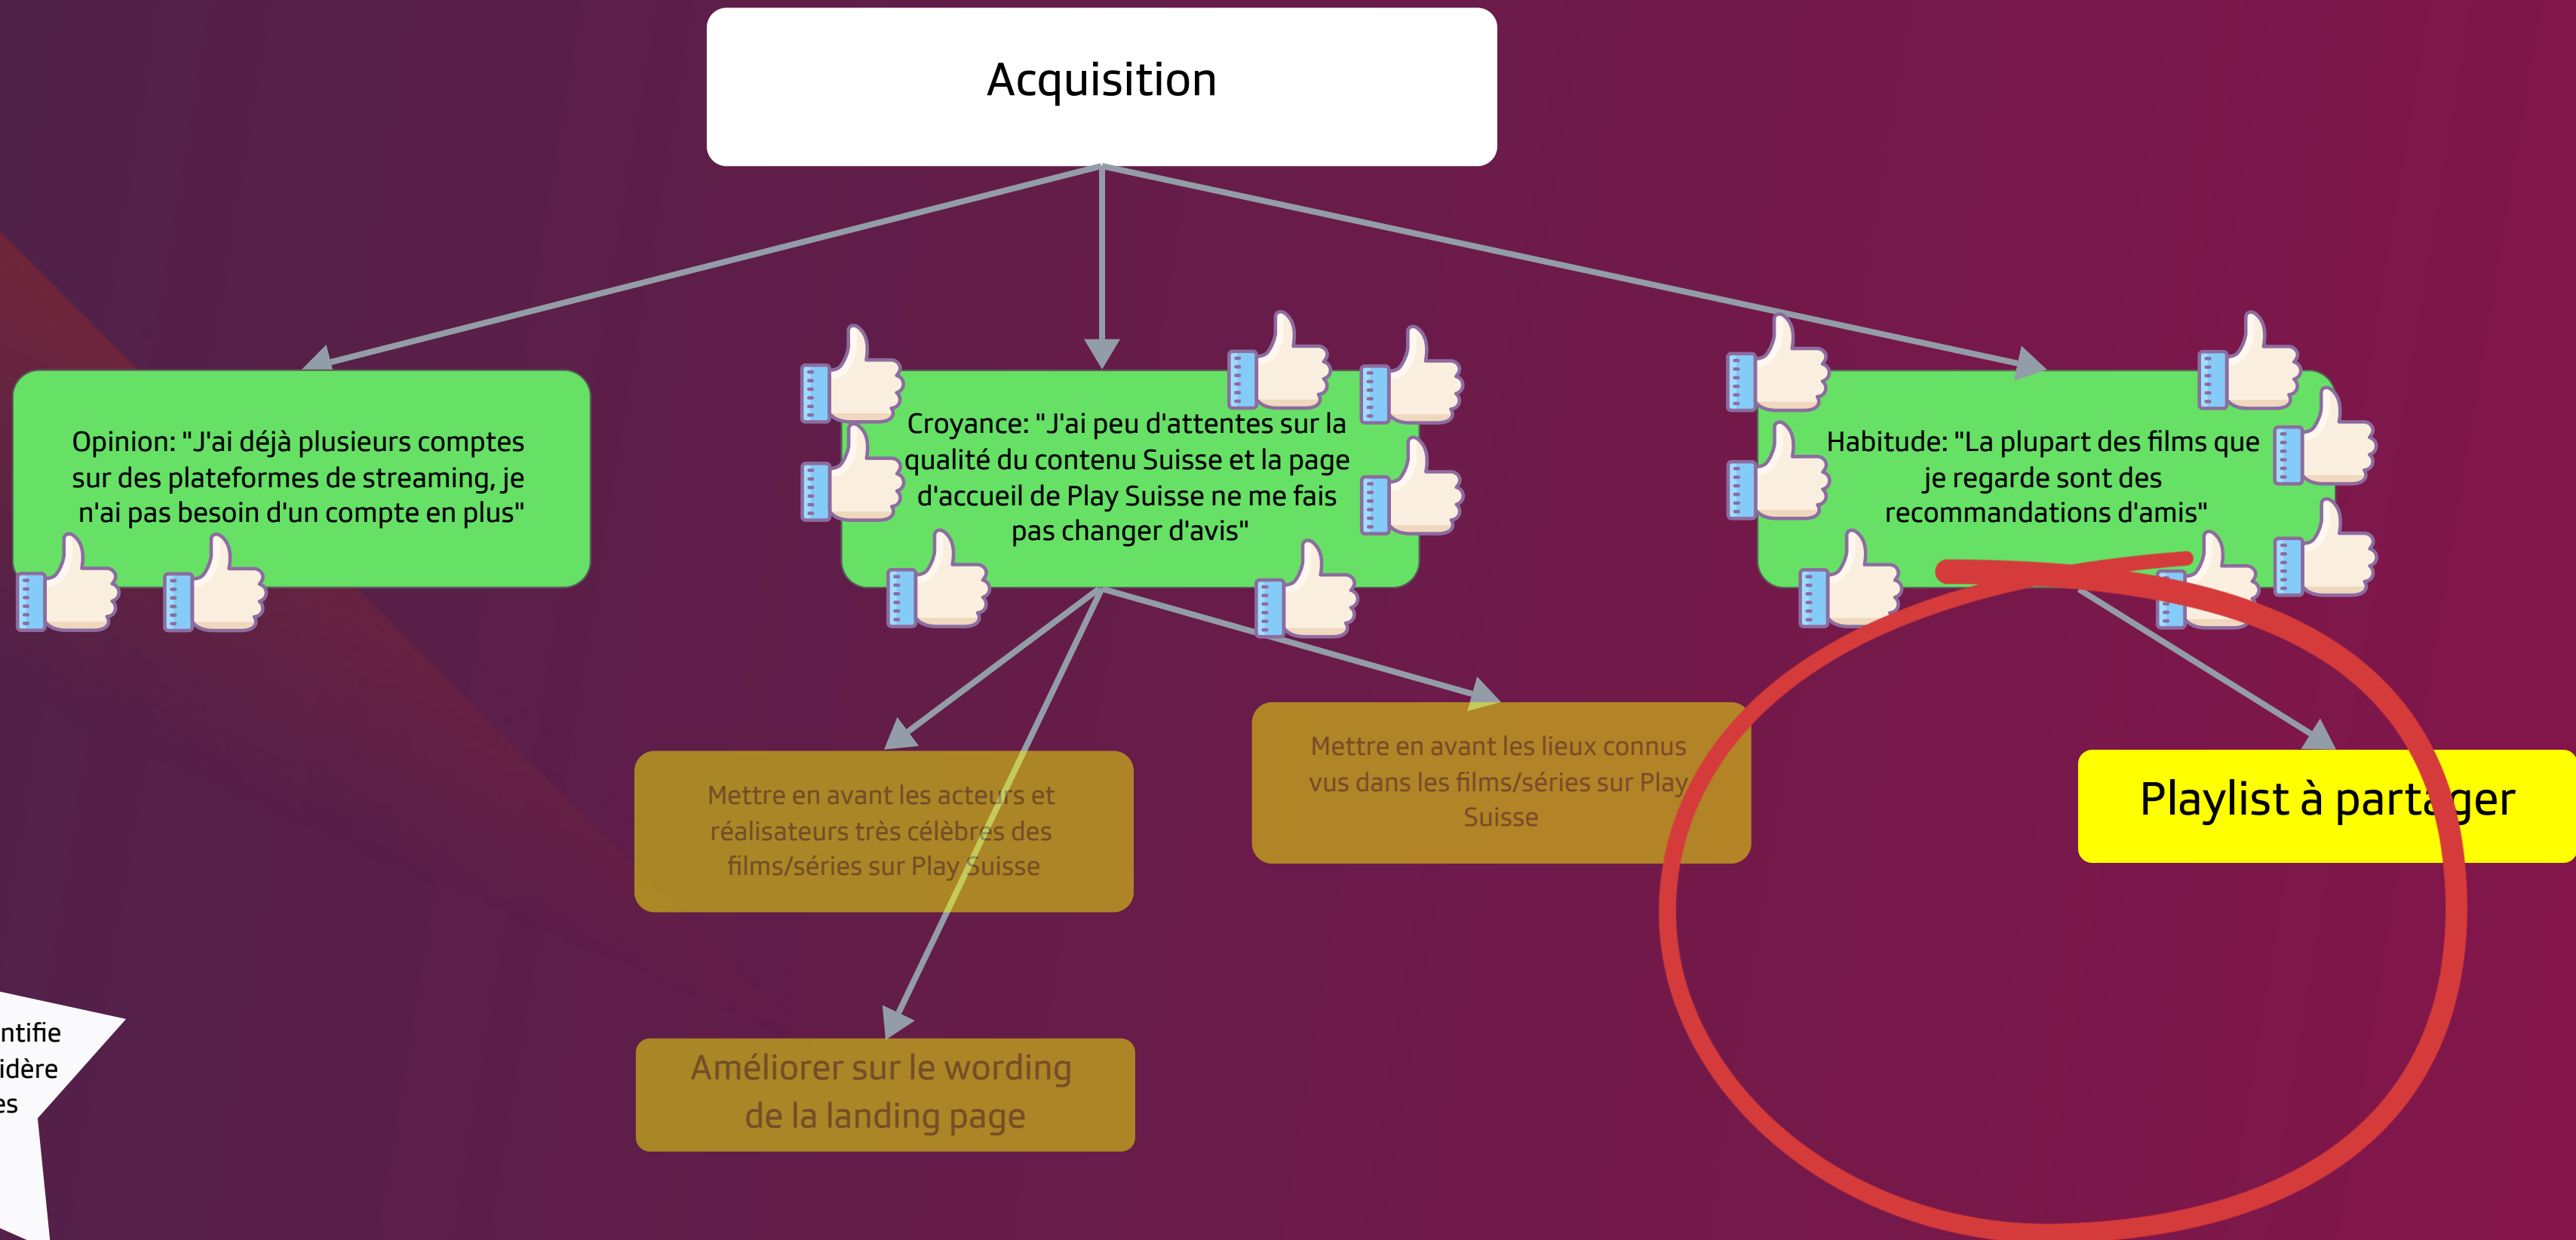 Acquisition
Opinion: "J'ai déjà plusieurs comptes
sur des plateformes de streaming, je
n'ai pas besoin d'un compte en plus"
Croyance: "J'ai peu d'attentes sur la
qualité du contenu Suisse et la page
d'accueil de Play Suisse ne me fais
pas changer d'avis"
Habitude: "La plupart des films que
je regarde sont des
recommandations d'amis"
Mettre en avant les acteurs et
réalisateurs très célèbres des
films/séries sur Play Suisse
Mettre en avant les lieux connus
vus dans les films/séries sur Play
Suisse
Playlist à partager
Améliorer sur le wording
de la landing page
ntifie
idère
es